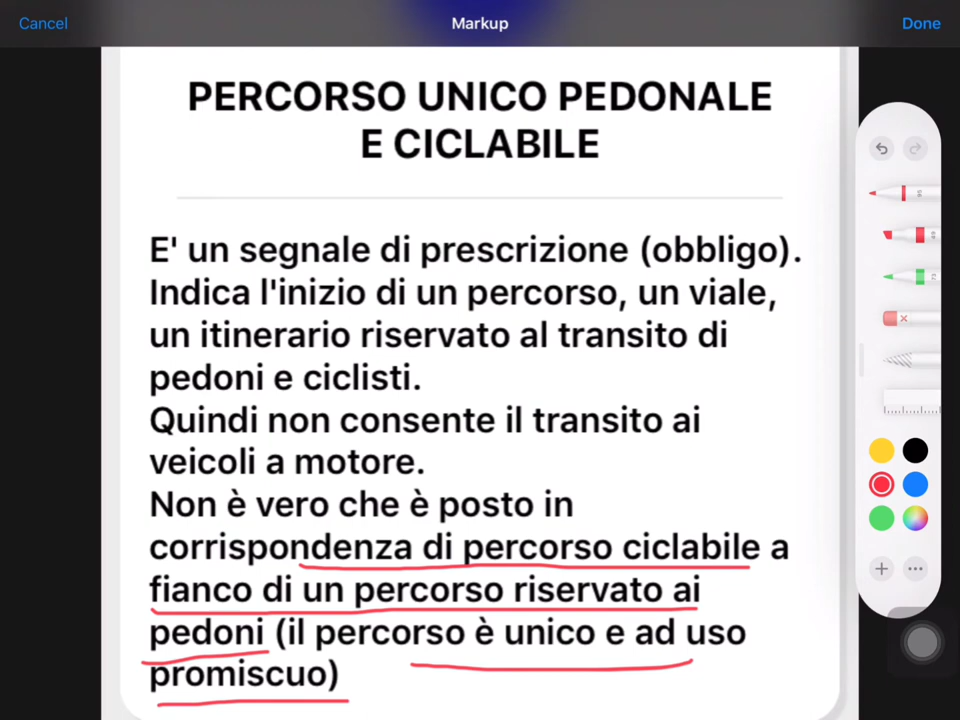 Cancel
Markup
Done
PERCORSO UNICO PEDONALE
E CICLABILE
E' un segnale di prescrizione (obbligo).
Indica l'inizio di un percorso, un viale,
un itinerario riservato al transito di
pedoni e ciclisti.
Quindi non consente il transito ai
veicoli a motore.
Non è vero che è posto in
corrispondenza di percorso ciclabile a
fianco di un percorso riservato ai
pedoni (il percorso è unico e ad uso
promiscuo)